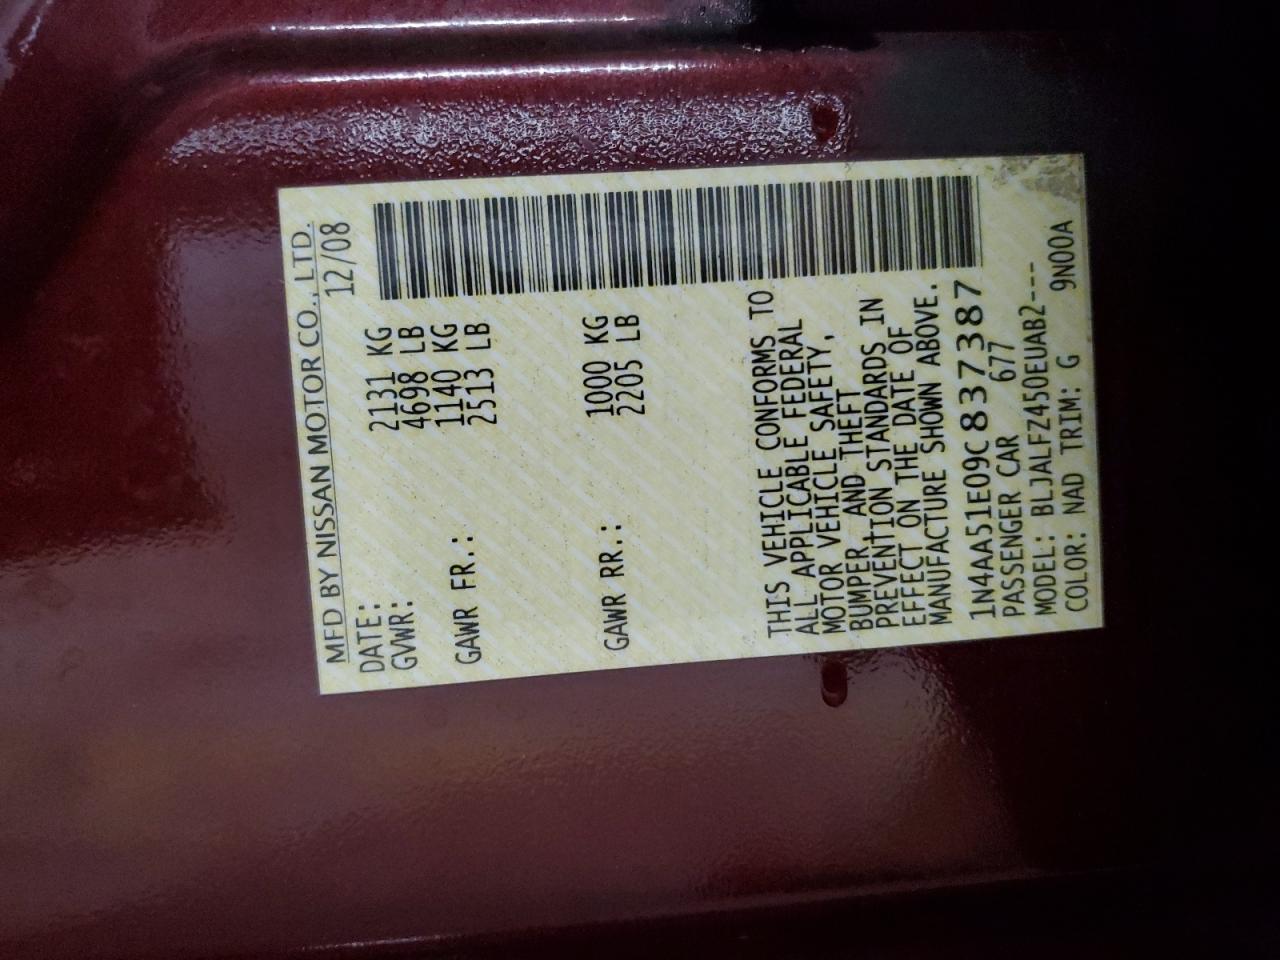 MFD BY NISSAN MOTOR CO., LTD.
DATE: 12/08
GVWR: 2131 KG
4698 LB
GAWR FR.: 1140 KG
2513 LB
GAWR RR.: 1000 KG
2205 LB
THIS VEHICLE CONFORMS TO
ALL APPLICABLE FEDERAL
MOTOR VEHICLE SAFETY,
BUMPER AND THEFT
PREVENTION STANDARDS IN
EFFECT ON THE DATE OF
MANUFACTURE SHOWN ABOVE.
1N4AA51E09C837387
PASSENGER CAR 677
MODEL: BLJALFZ450EUAB2---
COLOR: NAD TRIM: G 9N00A